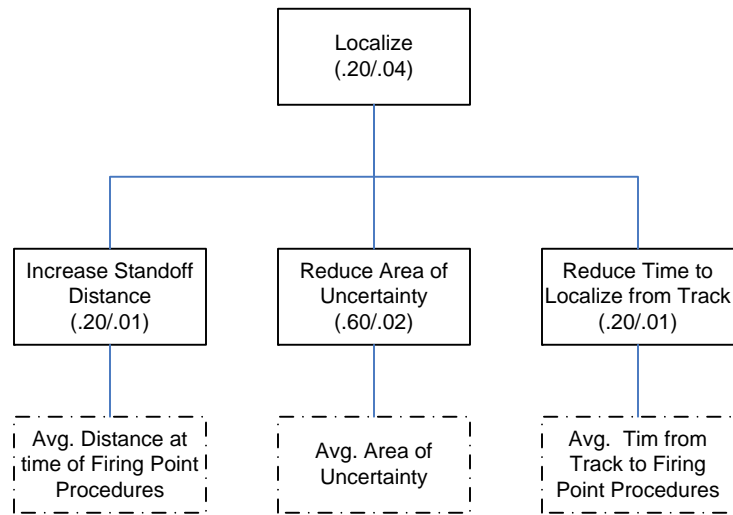 Localize
(.20/.04)
Increase Standoff
Distance
(.20/.01)
Reduce Area of
Uncertainty
(.60/.02)
Reduce Time to
Localize from Track
(.20/.01)
Avg. Distance at
time of Firing Point
Procedures
Avg. Area of
Uncertainty
Avg. Tim from
Track to Firing
Point Procedures